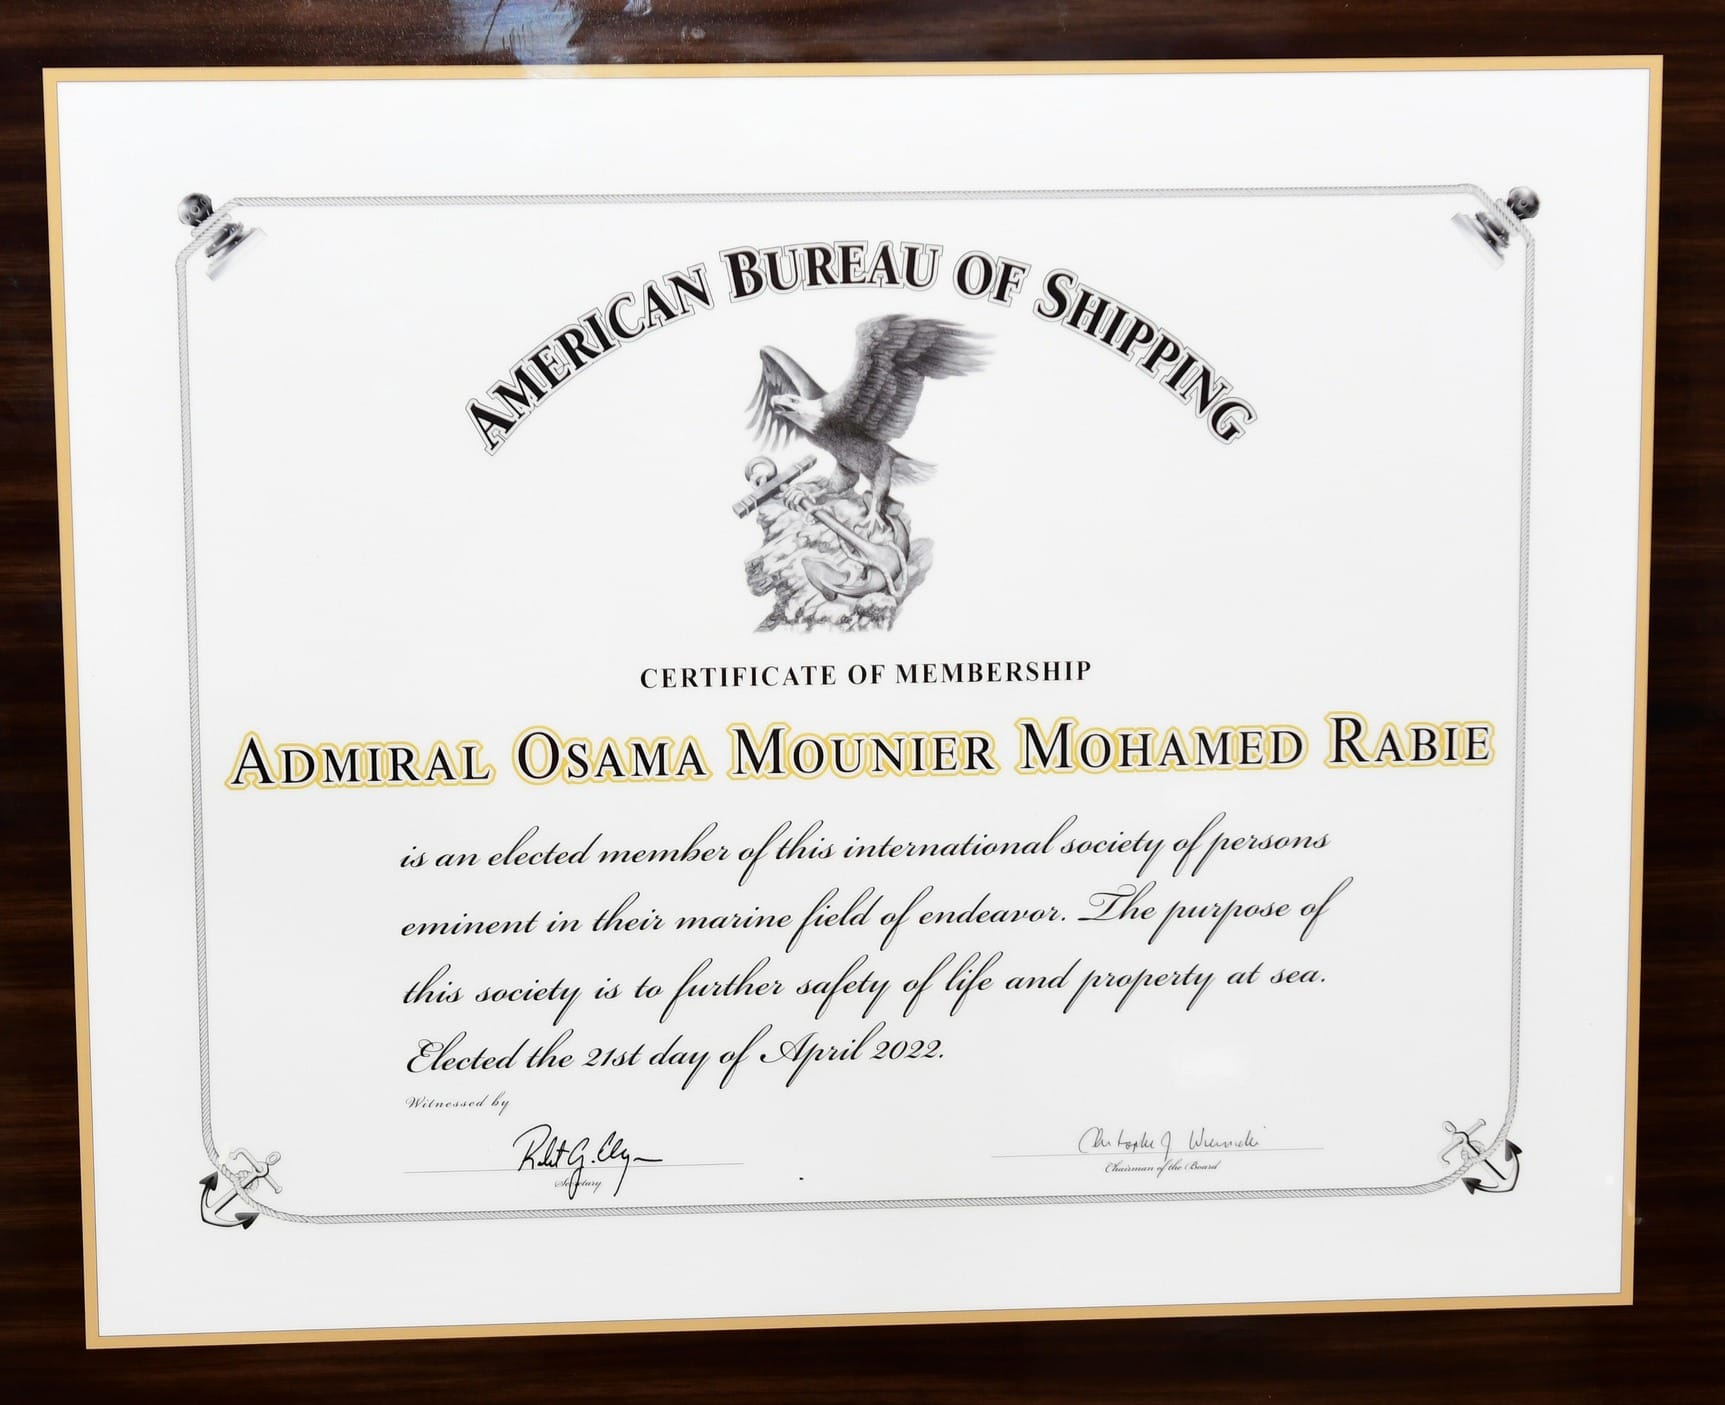 AMERICAN BUREAU OF SHIPPING
CERTIFICATE OF MEMBERSHIP
ADMIRAL OSAMA MOUNIER MOHAMED RABIE
is an elected member of this international society of persons
eminent in their marine field of endeavor. The purpose of
this society is to further safety of life and property at sea.
Elected the 21st day of April 2022.
Witnessed by
Secretary
Christopher J. Wiernicki
Chairman of the Board